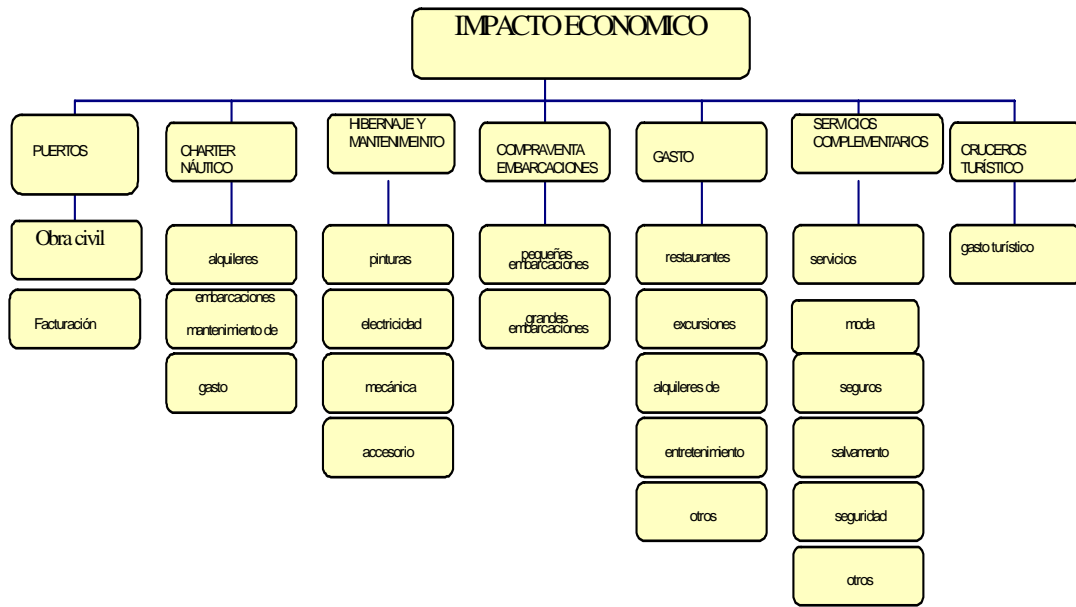 IMPACTO ECONOMICO
PUERTOS
Obra civil
Facturación
CHARTER
NÁUTICO
alquileres
embarcaciones
mantenimiento de
gasto
HIBERNAJE Y
MANTENIMEINTO
pinturas
electricidad
mecánica
accesorio
COMPRAVENTA
EMBARCACIONES
pequeñas
embarcaciones
grandes
embarcaciones
GASTO
restaurantes
excursiones
alquileres de
entretenimiento
otros
SERVICIOS
COMPLEMENTARIOS
servicios
moda
seguros
salvamento
seguridad
otros
CRUCEROS
TURÍSTICO
gasto turístico